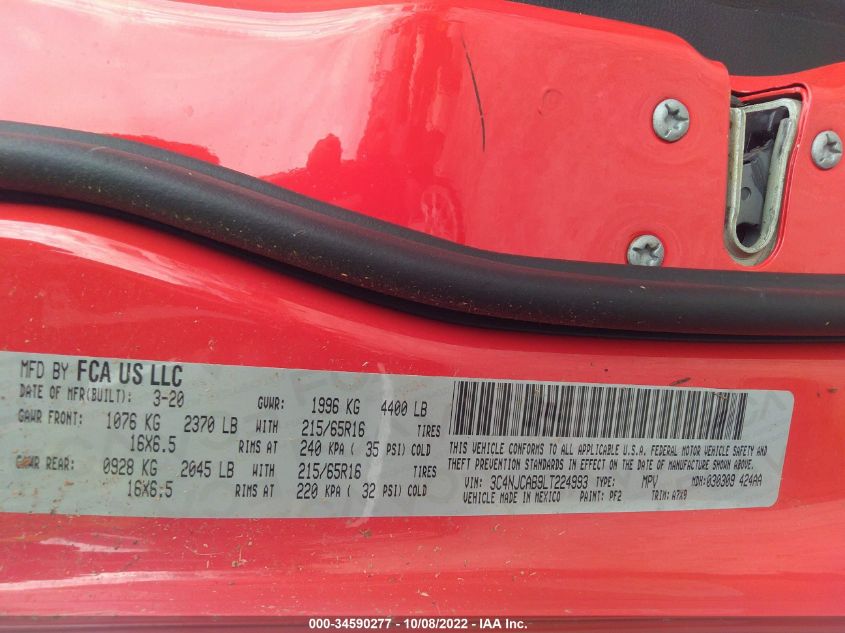 MFD BY FCA US LLC
DATE OF MFR(BUILT): 3-20 GVWR: 1996 KG 4400 LB
GAWR FRONT: 1076 KG 2370 LB WITH 215/65R16 TIRES
16X6.5 RIMS AT 240 KPA ( 35 PSI) COLD
GAWR REAR: 0928 KG 2045 LB WITH 215/65R16 TIRES
16X6.5 RIMS AT 220 KPA ( 32 PSI) COLD
THIS VEHICLE CONFORMS TO ALL APPLICABLE U.S.A. FEDERAL MOTOR VEHICLE SAFETY AND
THEFT PREVENTION STANDARDS IN EFFECT ON THE DATE OF MANUFACTURE SHOWN ABOVE.
VIN: 3C4NJCAB9LT224993 TYPE: MPV MDH:030309 424AA
VEHICLE MADE IN MEXICO PAINT: PF2 TRIM: A7X9
000-34590277 - 10/08/2022 - IAA Inc.